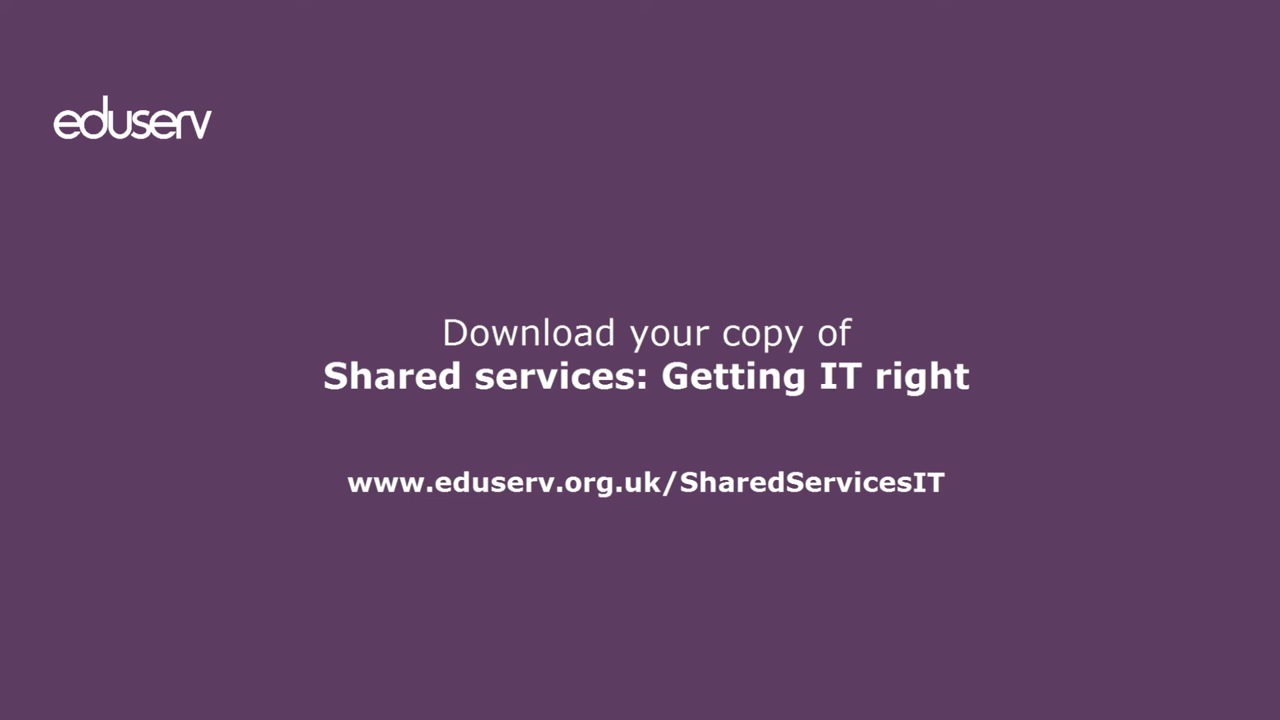 eduserv
Download your copy of
Shared services: Getting IT right
www.eduserv.org.uk/SharedServicesIT